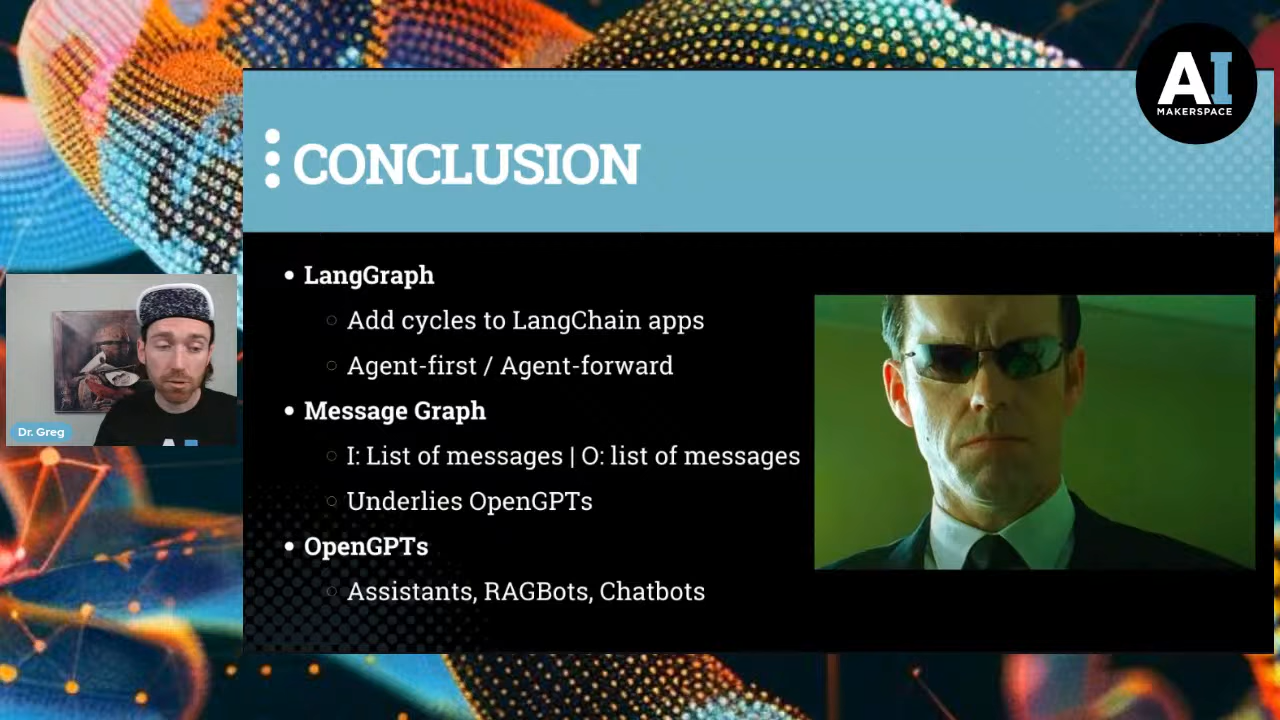 AI
MAKERSPACE
CONCLUSION
LangGraph
Add cycles to LangChain apps
Agent-first / Agent-forward
Message Graph
I: List of messages | O: list of messages
Underlies OpenGPTs
OpenGPTs
Assistants, RAGBots, Chatbots
Dr. Greg